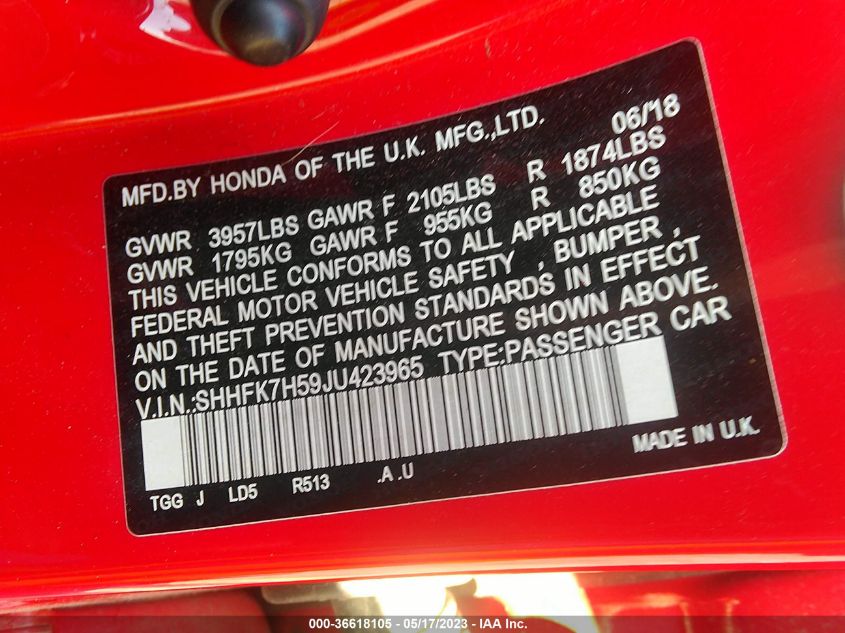 MFD.BY HONDA OF THE U.K. MFG.,LTD. 06/18
GVWR 3957LBS GAWR F 2105LBS R 1874LBS
GVWR 1795KG GAWR F 955KG R 850KG
THIS VEHICLE CONFORMS TO ALL APPLICABLE
FEDERAL MOTOR VEHICLE SAFETY , BUMPER ,
AND THEFT PREVENTION STANDARDS IN EFFECT
ON THE DATE OF MANUFACTURE SHOWN ABOVE.
V.I.N.:SHHFK7H59JU423965 TYPE:PASSENGER CAR
MADE IN U.K.
TGG J LD5 R513 .A .U
000-36618105 - 05/17/2023 - IAA Inc.